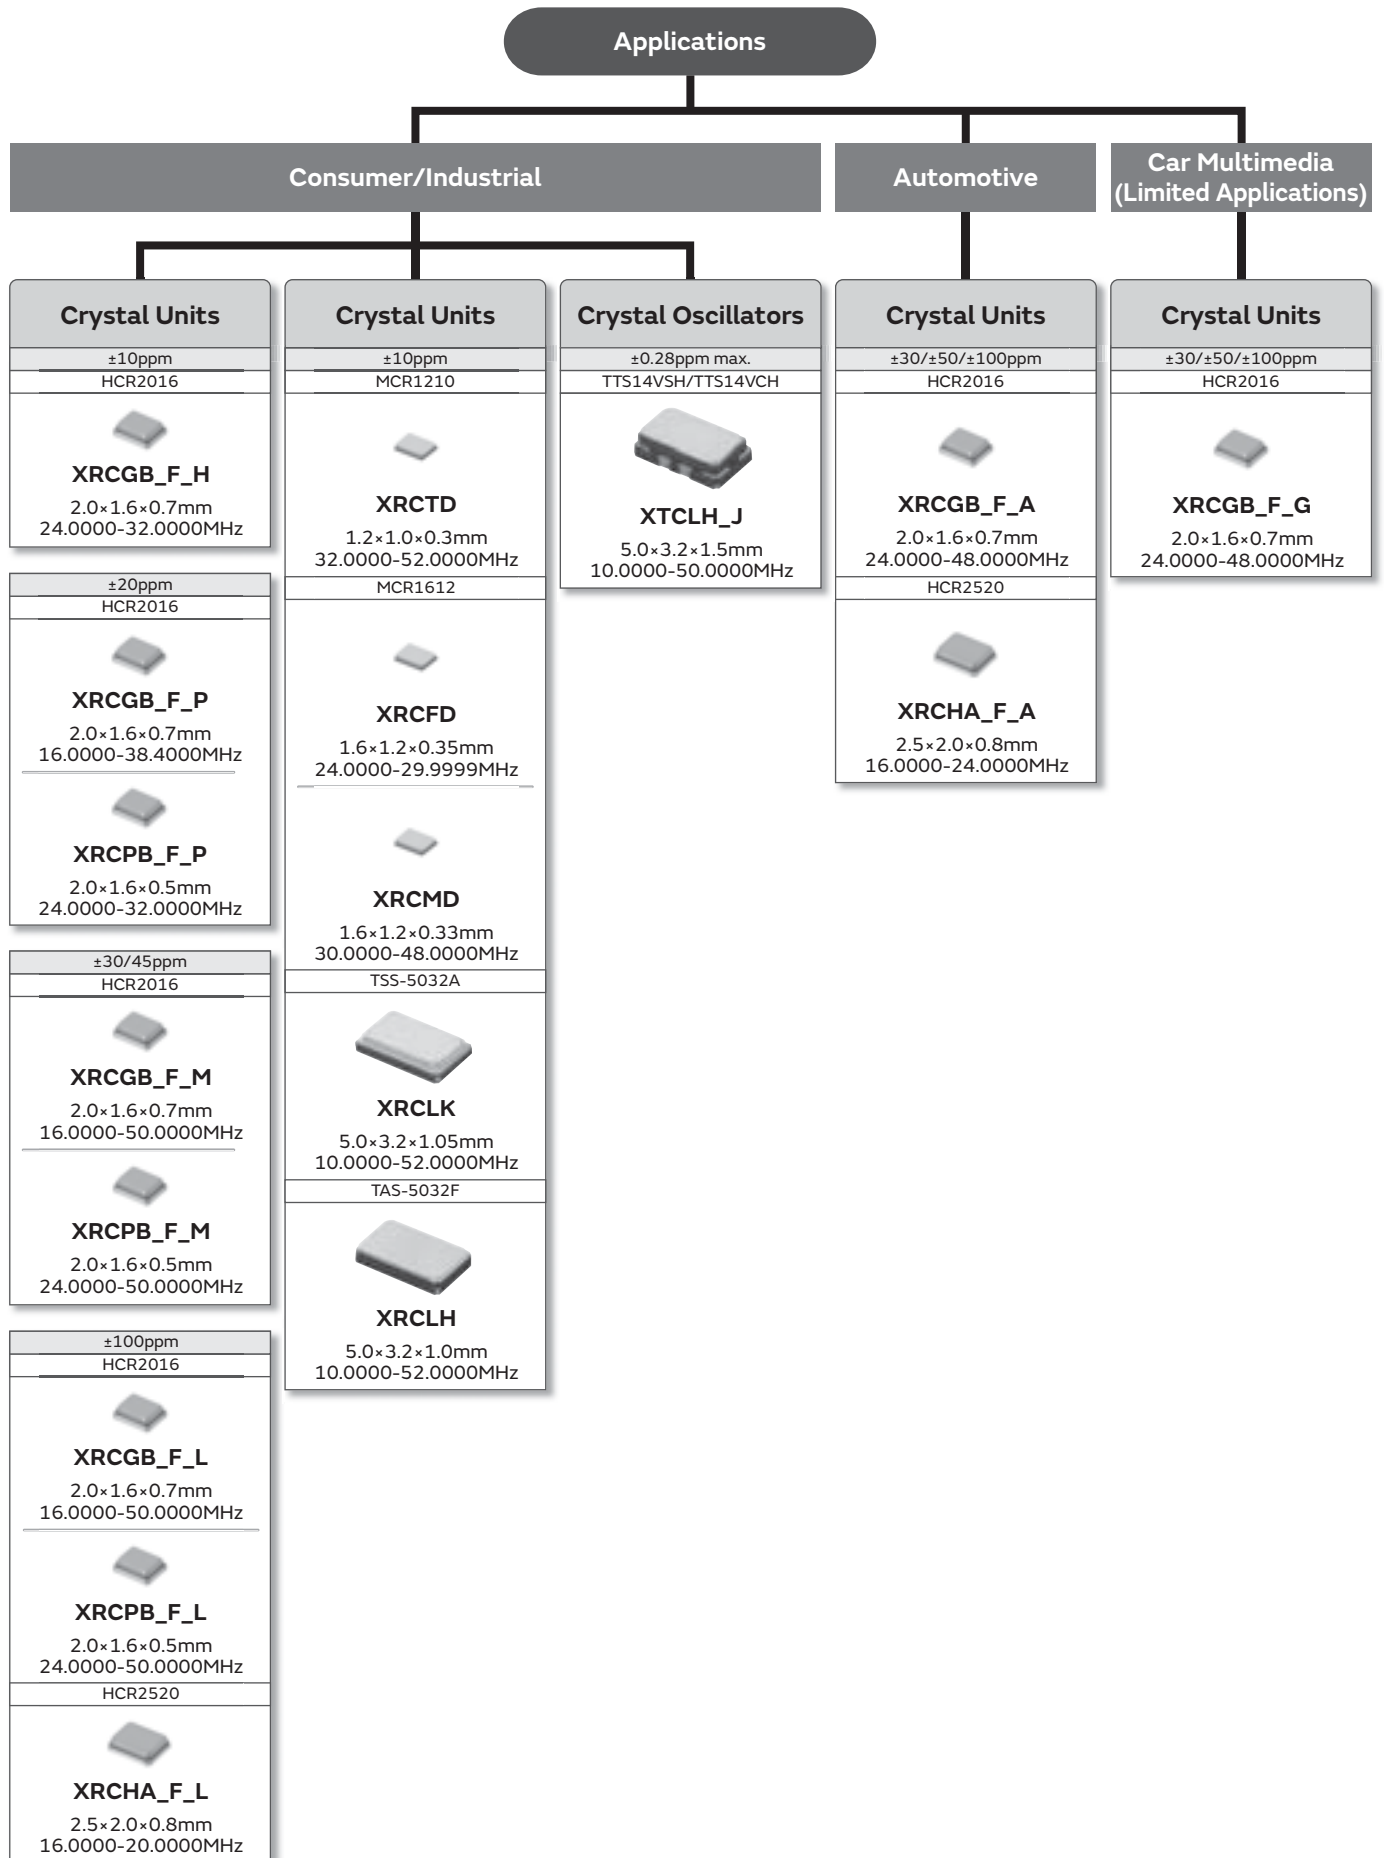 Applications
Consumer/Industrial
Automotive
Car Multimedia
(Limited Applications)
Crystal Units
±10ppm
HCR2016
XRCGB_F_H
2.0×1.6×0.7mm
24.0000-32.0000MHz
±20ppm
HCR2016
XRCGB_F_P
2.0×1.6×0.7mm
16.0000-38.4000MHz
XRCPB_F_P
2.0×1.6×0.5mm
24.0000-32.0000MHz
±30/45ppm
HCR2016
XRCGB_F_M
2.0×1.6×0.7mm
16.0000-50.0000MHz
XRCPB_F_M
2.0×1.6×0.5mm
24.0000-50.0000MHz
±100ppm
HCR2016
XRCGB_F_L
2.0×1.6×0.7mm
16.0000-50.0000MHz
XRCPB_F_L
2.0×1.6×0.5mm
24.0000-50.0000MHz
HCR2520
XRCHA_F_L
2.5×2.0×0.8mm
16.0000-20.0000MHz
Crystal Units
±10ppm
MCR1210
XRCTD
1.2×1.0×0.3mm
32.0000-52.0000MHz
MCR1612
XRCFD
1.6×1.2×0.35mm
24.0000-29.9999MHz
XRCMD
1.6×1.2×0.33mm
30.0000-48.0000MHz
TSS-5032A
XRCLK
5.0×3.2×1.05mm
10.0000-52.0000MHz
TAS-5032F
XRCLH
5.0×3.2×1.0mm
10.0000-52.0000MHz
Crystal Oscillators
±0.28ppm max.
TTS14VSH/TTS14VCH
XTCLH_J
5.0×3.2×1.5mm
10.0000-50.0000MHz
Crystal Units
±30/±50/±100ppm
HCR2016
XRCGB_F_A
2.0×1.6×0.7mm
24.0000-48.0000MHz
HCR2520
XRCHA_F_A
2.5×2.0×0.8mm
16.0000-24.0000MHz
Crystal Units
±30/±50/±100ppm
HCR2016
XRCGB_F_G
2.0×1.6×0.7mm
24.0000-48.0000MHz